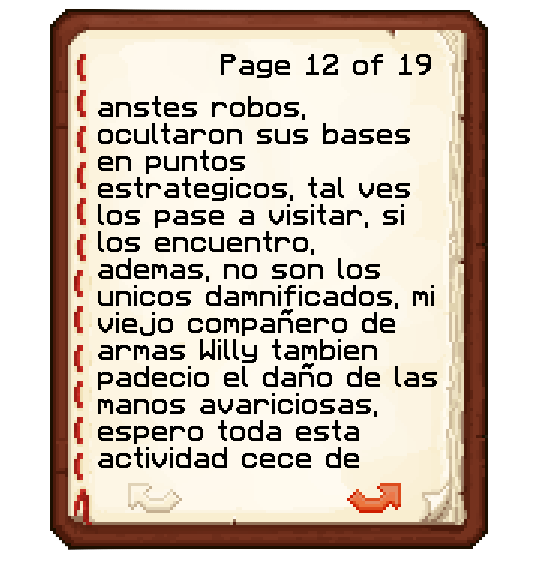 Page 12 of 19
anstes robos,
ocultaron sus bases
en puntos
estrategicos, tal ves
los pase a visitar, si
los encuentro,
ademas, no son los
unicos damnificados, mi
viejo compañero de
armas Willy tambien
padecio el daño de las
manos avariciosas,
espero toda esta
actividad cece de